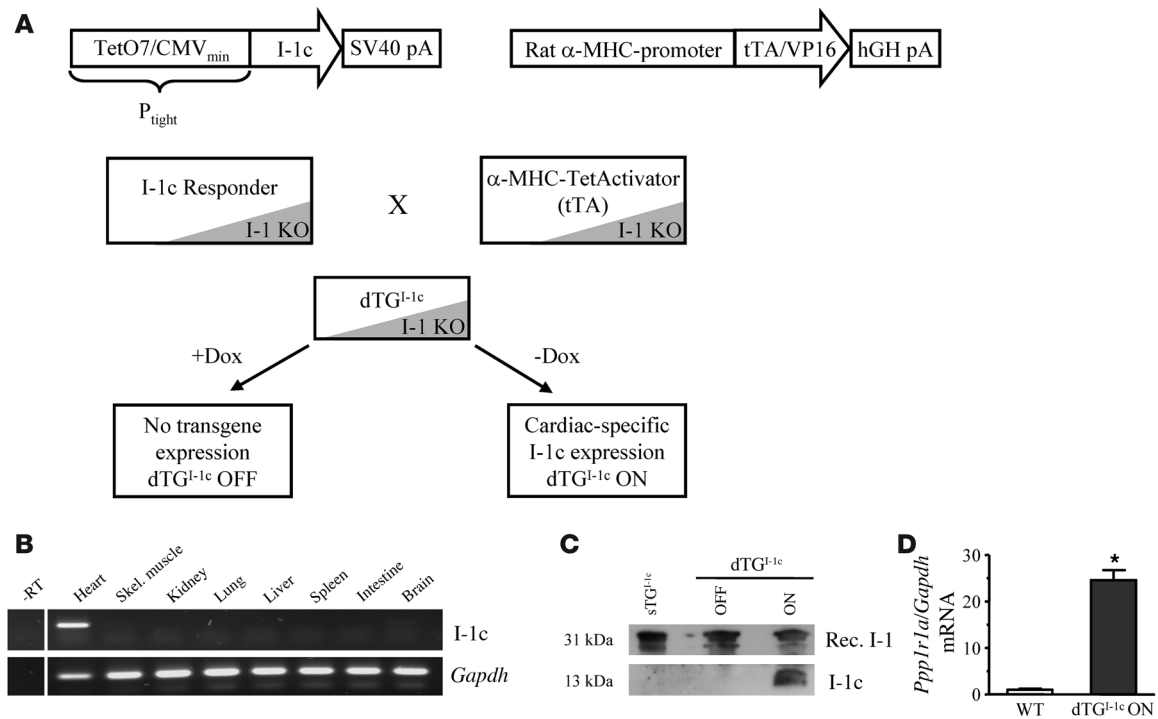 A
TetO7/CMVmin
I-1c
SV40 pA
Rat α-MHC-promoter
tTA/VP16
hGH pA
Ptight
I-1c Responder
I-1 KO
X
α-MHC-TetActivator
(tTA)
I-1 KO
dTGI-1c
I-1 KO
+Dox
-Dox
No transgene
expression
dTGI-1c OFF
Cardiac-specific
I-1c expression
dTGI-1c ON
B
-RT
Heart
Skel. muscle
Kidney
Lung
Liver
Spleen
Intestine
Brain
I-1c
Gapdh
C
sTGI-1c
dTGI-1c
OFF
ON
31 kDa
Rec. I-1
13 kDa
I-1c
D
Ppp1r1a/Gapdh
mRNA
30
20
10
0
*
WT
dTGI-1c ON